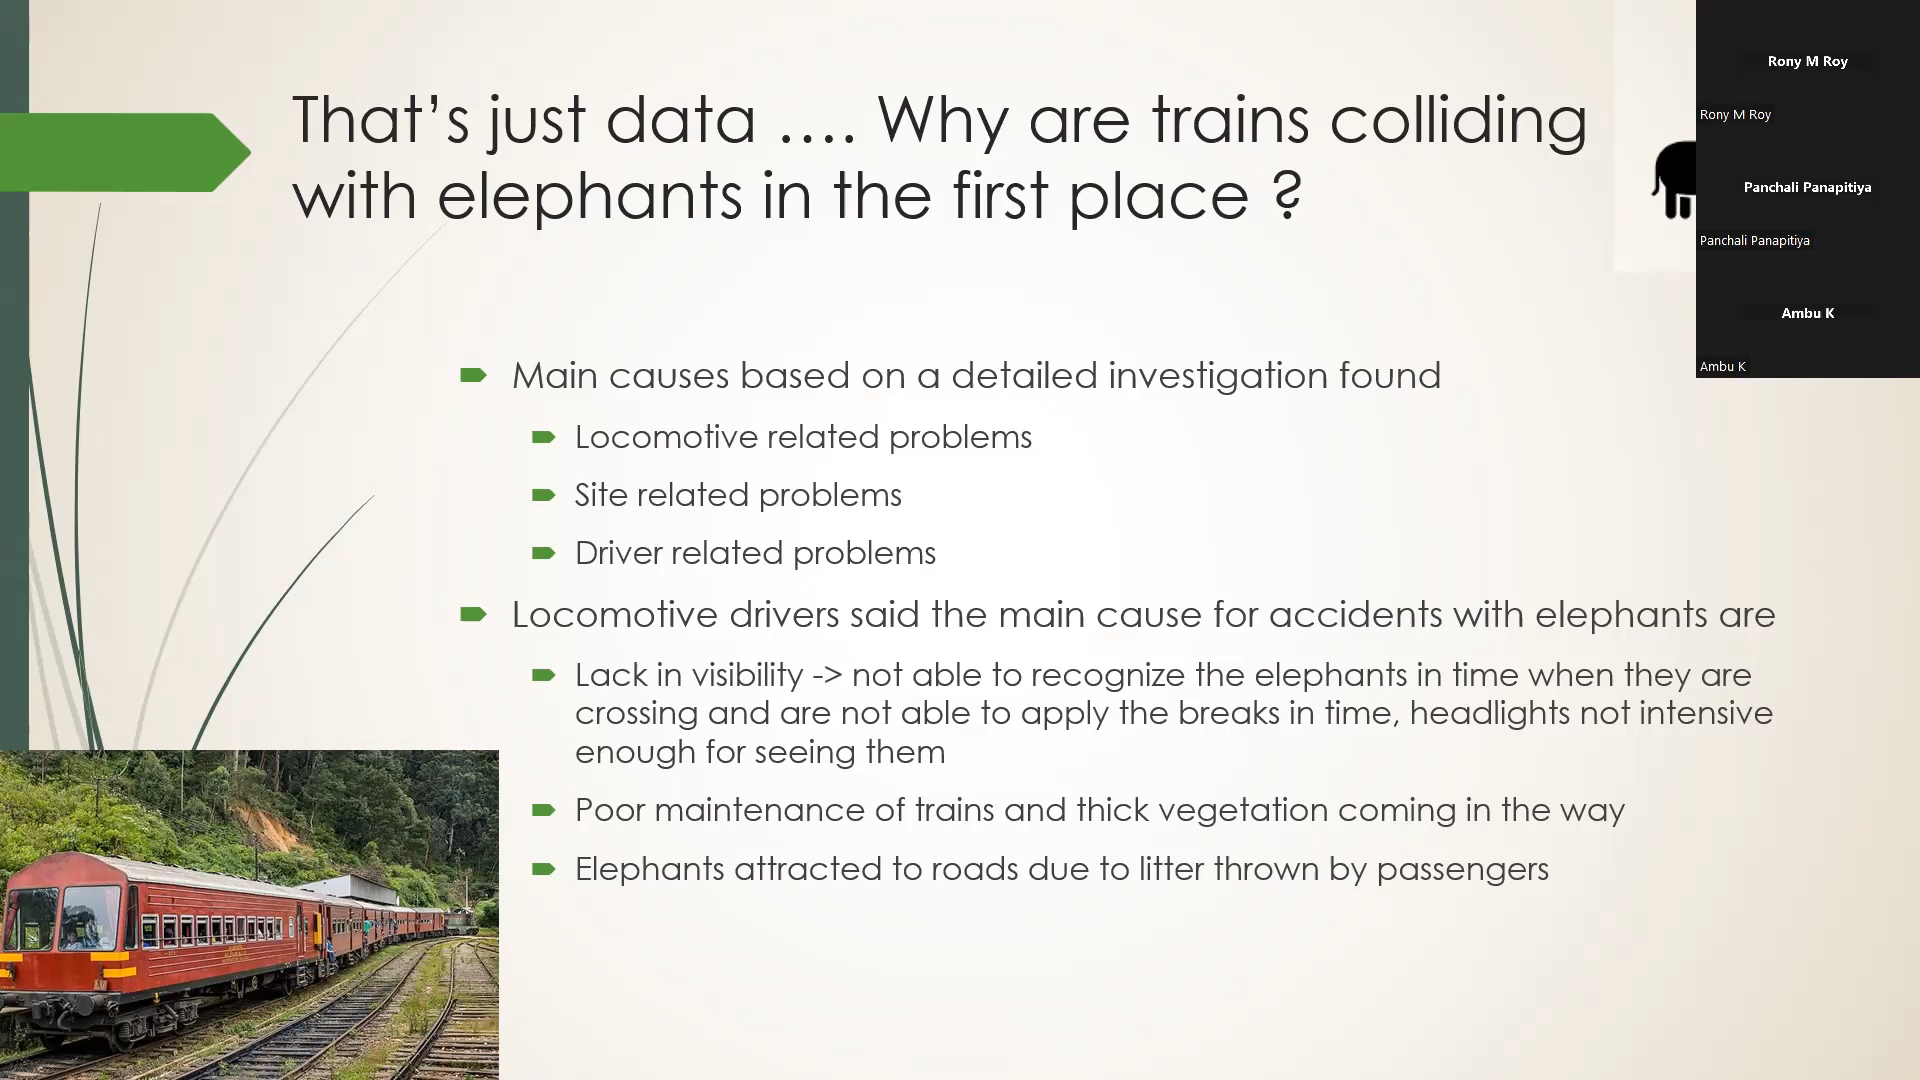 That’s just data .... Why are trains colliding
with elephants in the first place ?
Main causes based on a detailed investigation found
Locomotive related problems
Site related problems
Driver related problems
Locomotive drivers said the main cause for accidents with elephants are
Lack in visibility -> not able to recognize the elephants in time when they are
crossing and are not able to apply the breaks in time, headlights not intensive
enough for seeing them
Poor maintenance of trains and thick vegetation coming in the way
Elephants attracted to roads due to litter thrown by passengers
Rony M Roy
Rony M Roy
Panchali Panapitiya
Panchali Panapitiya
Ambu K
Ambu K